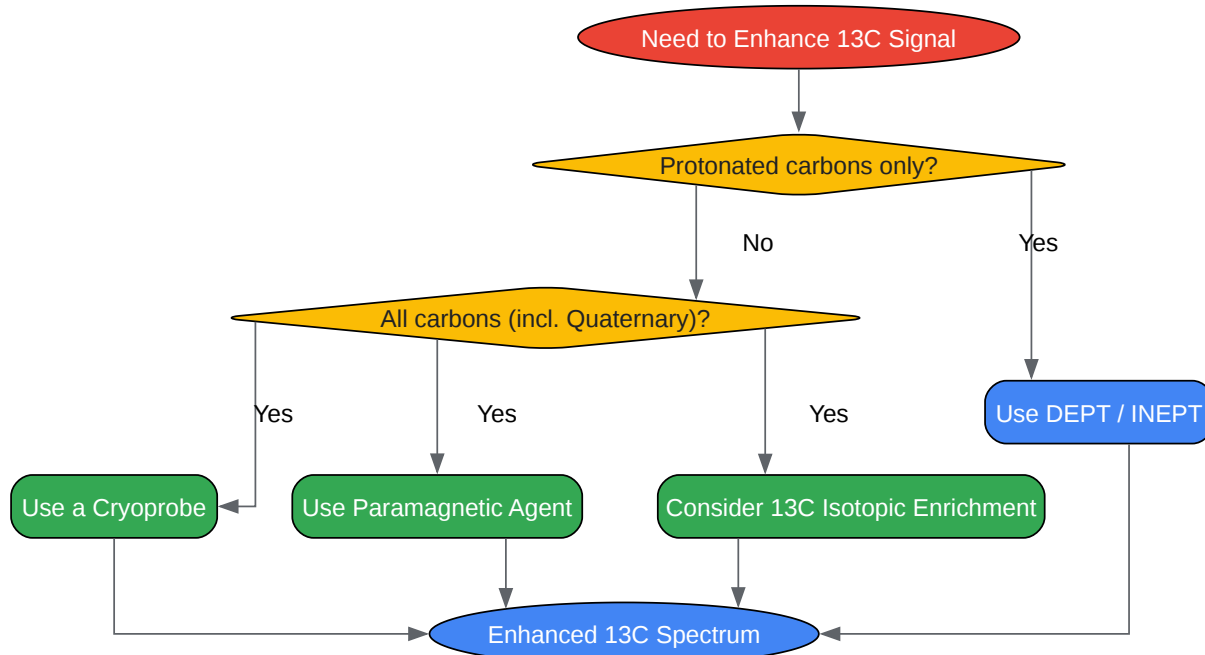 Need to Enhance 13C Signal
Protonated carbons only?
No
Yes
All carbons (incl. Quaternary)?
Yes
Yes
Yes
Use DEPT / INEPT
Use a Cryoprobe
Use Paramagnetic Agent
Consider 13C Isotopic Enrichment
Enhanced 13C Spectrum